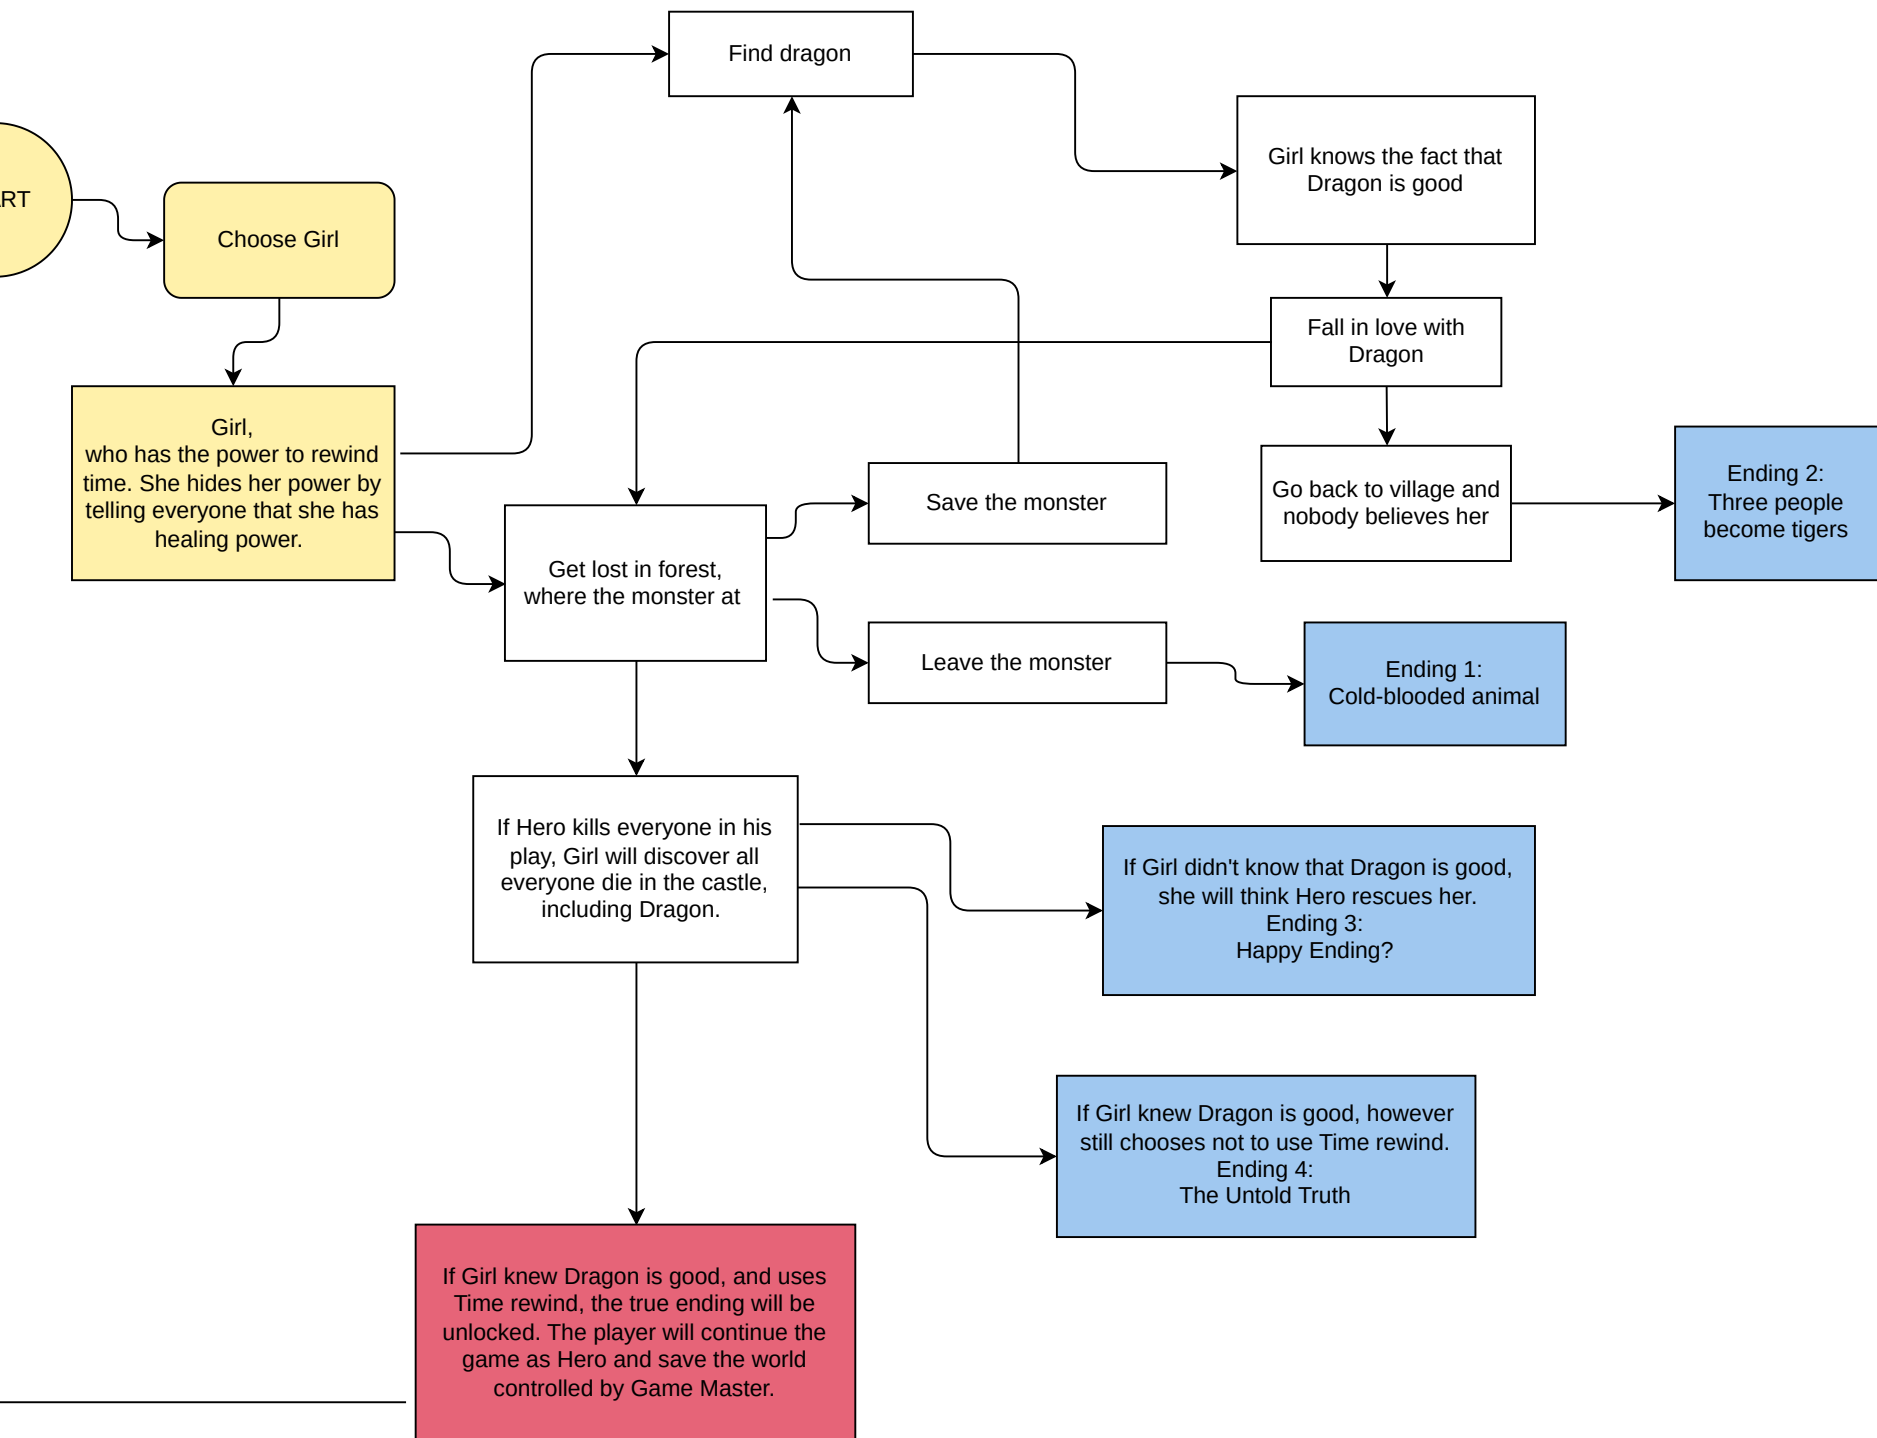 Find dragon
Girl knows the fact that
Dragon is good
RT
Choose Girl
Fall in love with
Dragon
Girl,
who has the power to rewind
time. She hides her power by
telling everyone that she has
healing power.
Save the monster
Go back to village and
nobody believes her
Ending 2:
Three people
become tigers
Get lost in forest,
where the monster at
Leave the monster
Ending 1:
Cold-blooded animal
If Hero kills everyone in his
play, Girl will discover all
everyone die in the castle,
including Dragon.
If Girl didn't know that Dragon is good,
she will think Hero rescues her.
Ending 3:
Happy Ending?
If Girl knew Dragon is good, however
still chooses not to use Time rewind.
Ending 4:
The Untold Truth
If Girl knew Dragon is good, and uses
Time rewind, the true ending will be
unlocked. The player will continue the
game as Hero and save the world
controlled by Game Master.